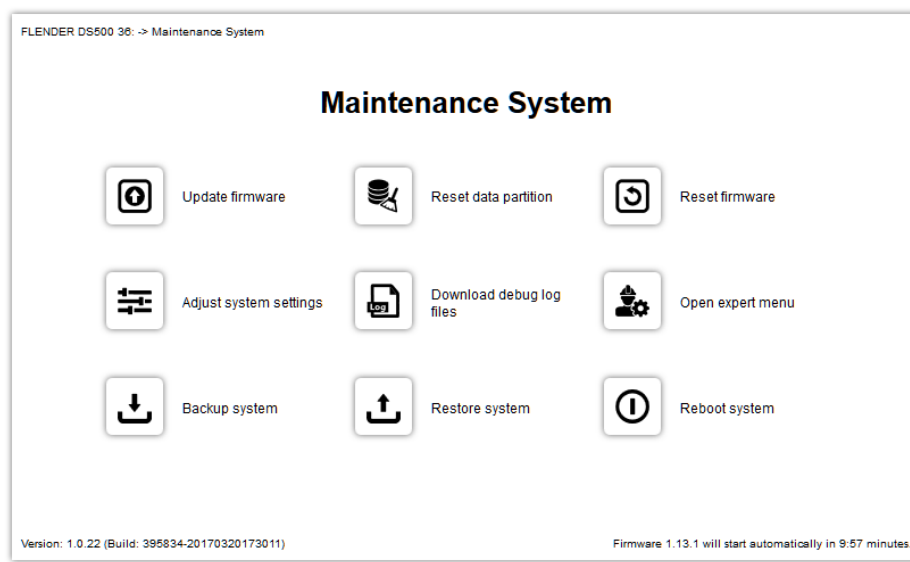 FLENDER DS500 36: -> Maintenance System
Maintenance System
Update firmware
Reset data partition
Reset firmware
Adjust system settings
Download debug log
files
Log
Open expert menu
Backup system
Restore system
Reboot system
Version: 1.0.22 (Build: 395834-20170320173011)
Firmware 1.13.1 will start automatically in 9:57 minutes